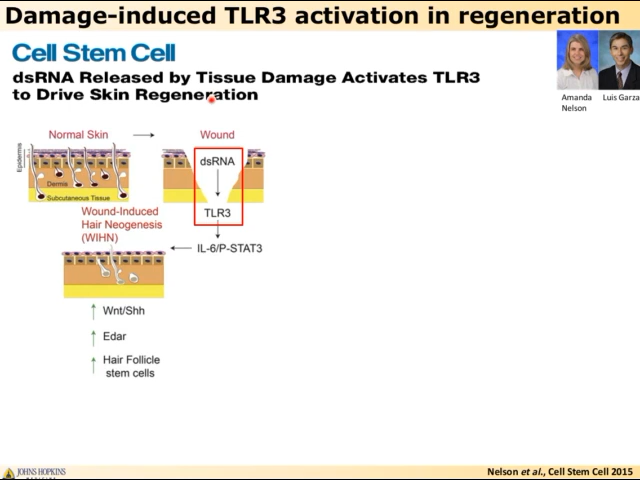 Damage-induced TLR3 activation in regeneration
Cell Stem Cell
dsRNA Released by Tissue Damage Activates TLR3
to Drive Skin Regeneration
Amanda
Nelson
Luis Garza
Normal Skin
Wound
Epidermis
Dermis
Subcutaneous Tissue
dsRNA
TLR3
IL-6/P-STAT3
Wound-Induced
Hair Neogenesis
(WIHN)
Wnt/Shh
Edar
Hair Follicle
stem cells
JOHNS HOPKINS
Nelson et al., Cell Stem Cell 2015